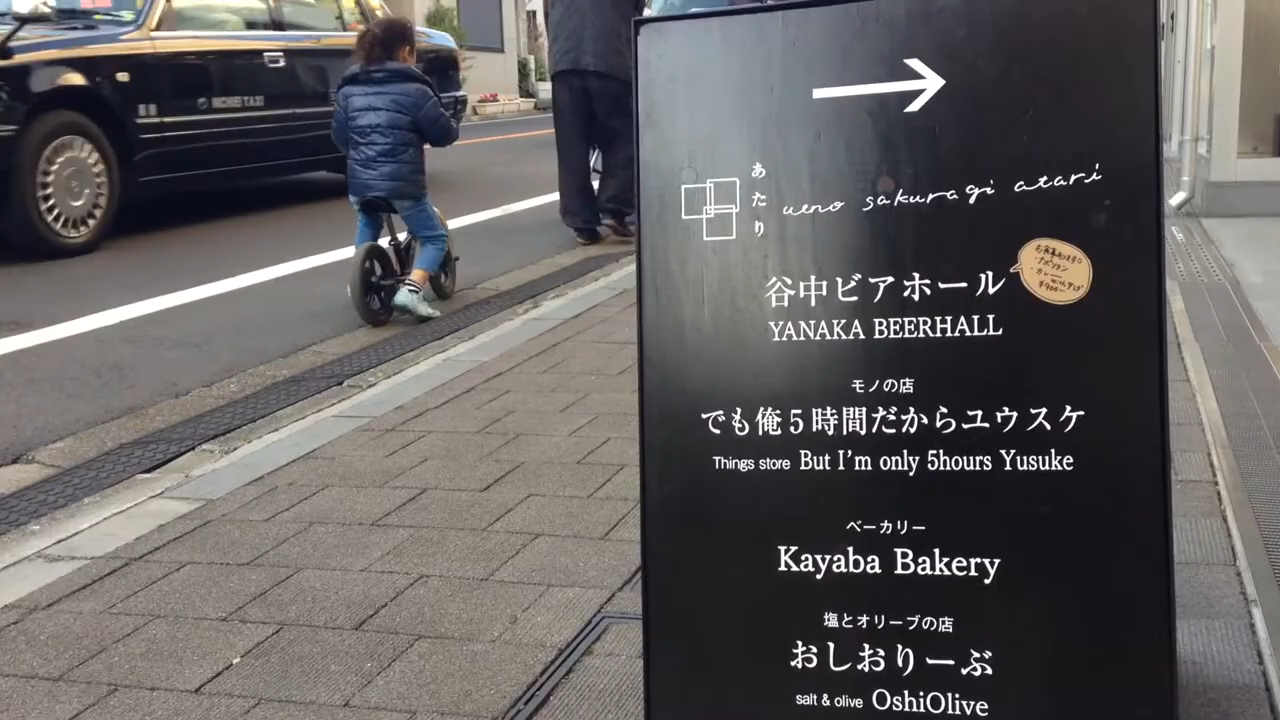 NICHIEI TAXI
あたり
ueno sakuragi atari
谷中ビアホール
YANAKA BEERHALL
モノの店
でも俺5時間だからユウスケ
Things store But I'm only 5hours Yusuke
ベーカリー
Kayaba Bakery
塩とオリーブの店
おしおりーぶ
salt & olive OshiOlive